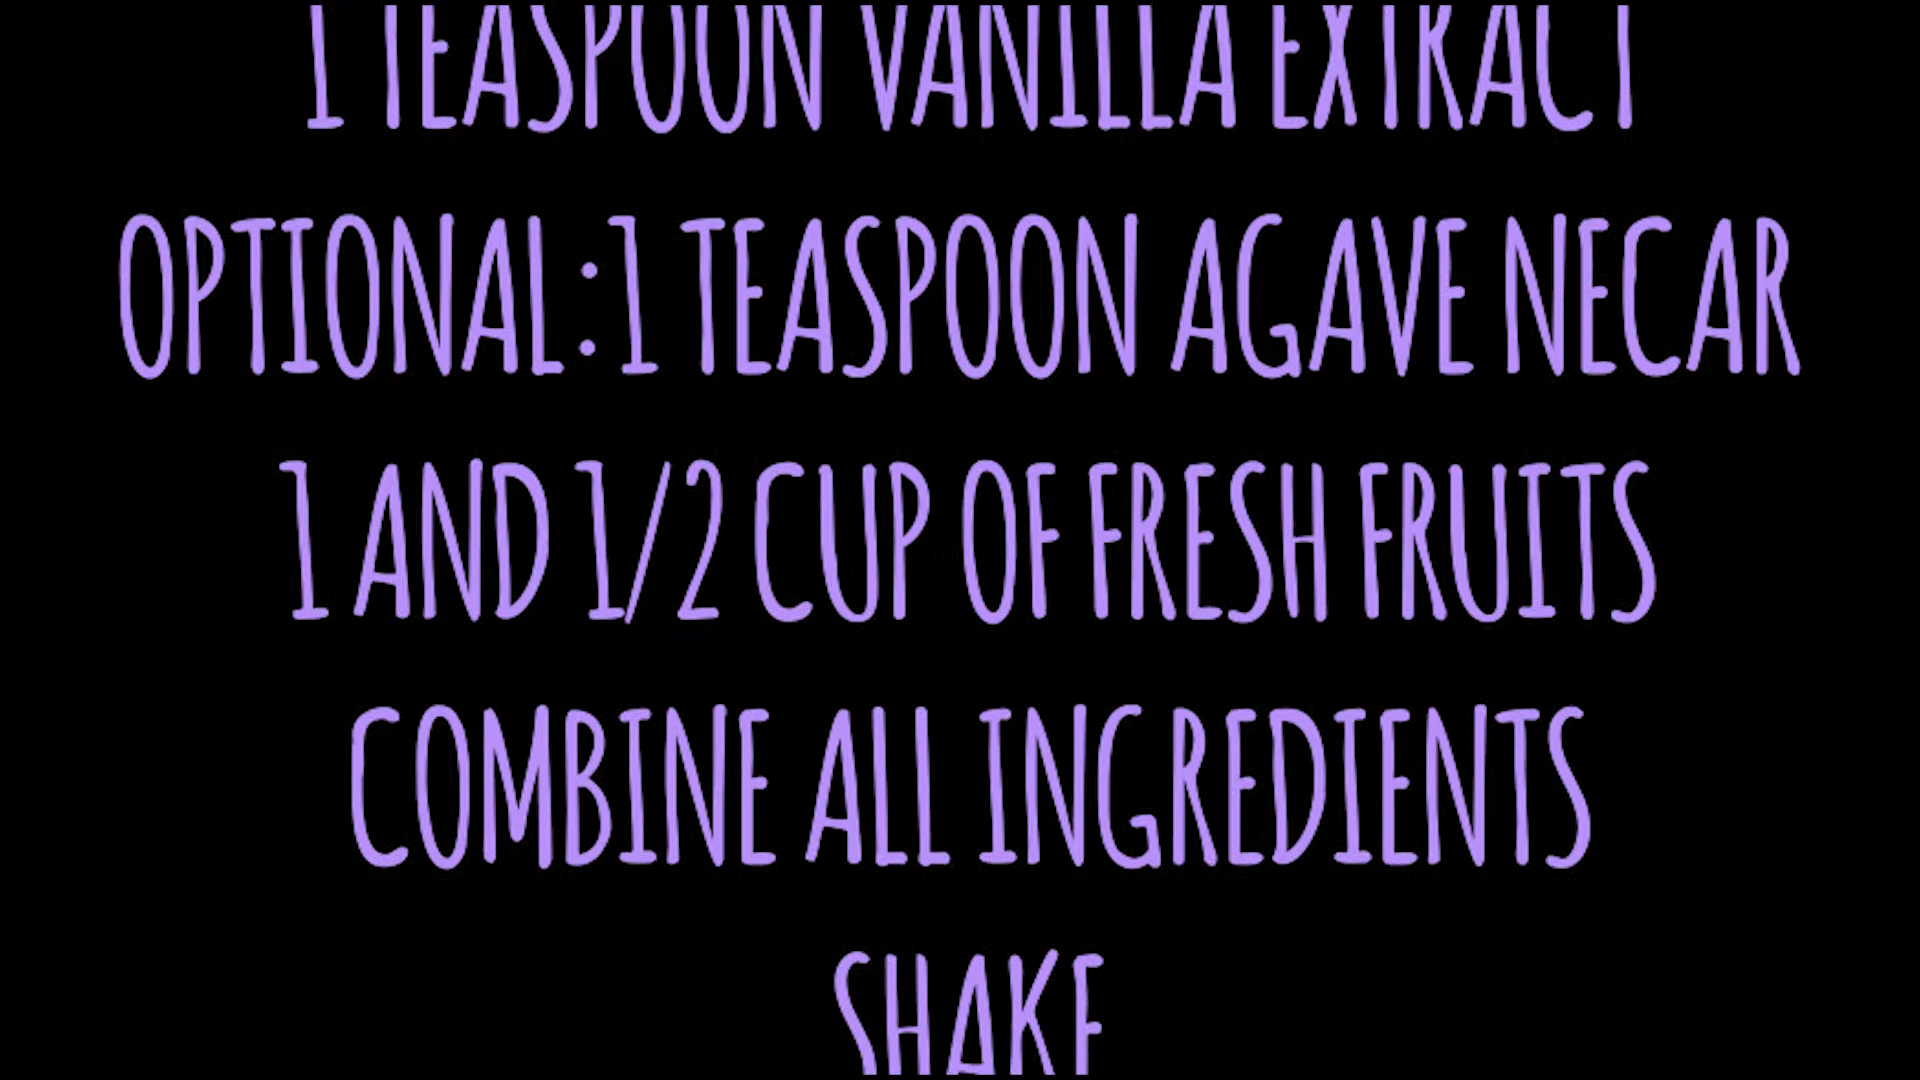 1 TEASPOON VANILLA EXTRACT
OPTIONAL:1 TEASPOON AGAVE NECAR
1 AND 1/2 CUP OF FRESH FRUITS
COMBINE ALL INGREDIENTS
SHAKE